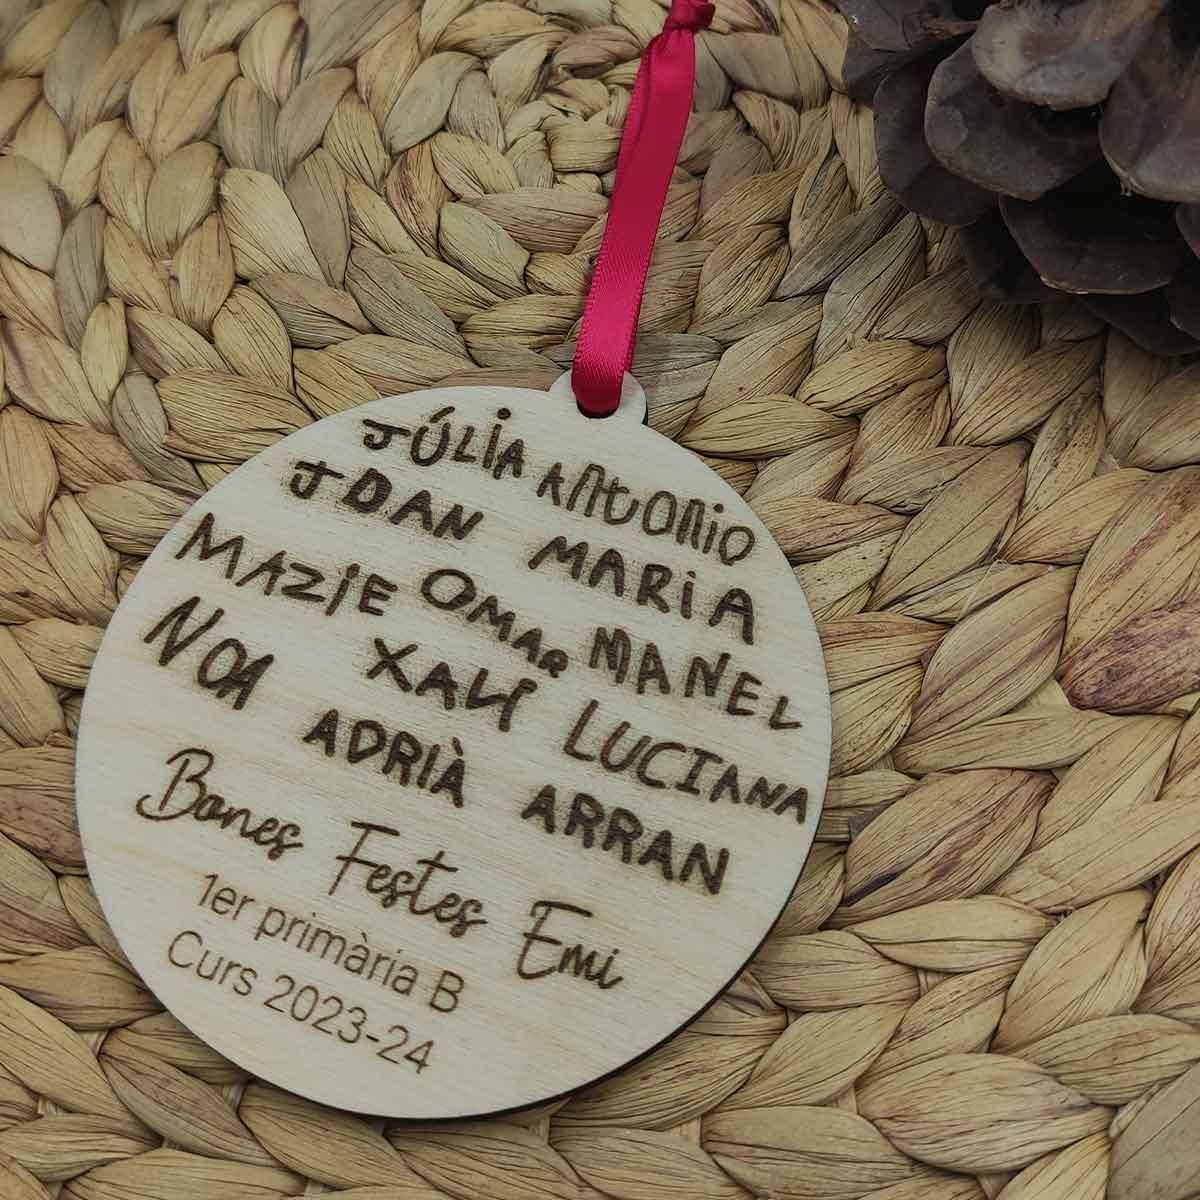 JÚLiA ANtONiO
JOAN MARiA
MAZIE OMAR MANEL
NOA XAVI LUCIANA
ADRIÀ ARRAN
Bones Festes Emi
1er primària B
Curs 2023-24